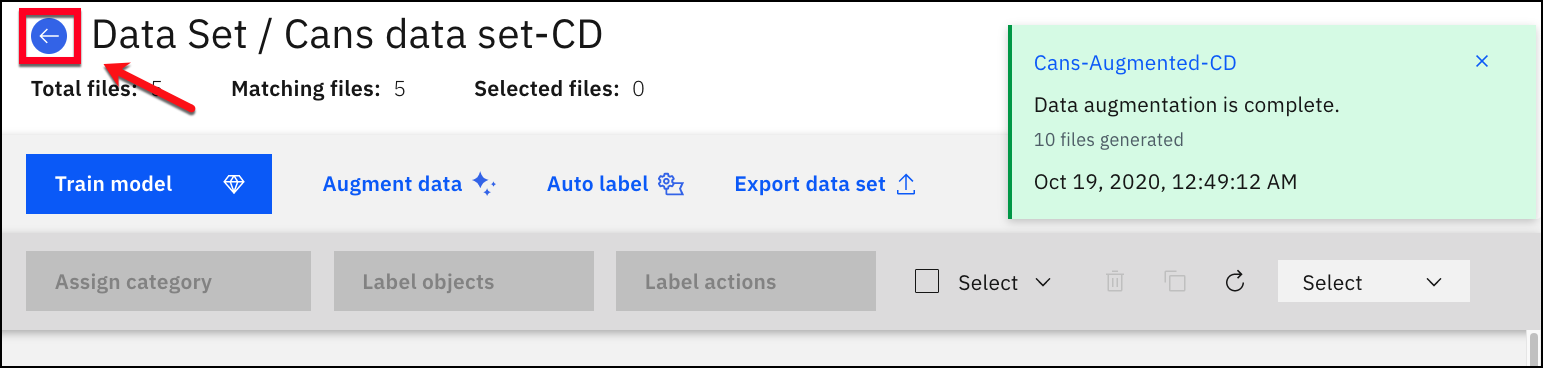 Data Set / Cans data set-CD
Total files: 5 Matching files: 5 Selected files: 0
Cans-Augmented-CD
Data augmentation is complete.
10 files generated
Oct 19, 2020, 12:49:12 AM
Train model Augment data Auto label Export data set
Assign category Label objects Label actions Select Select